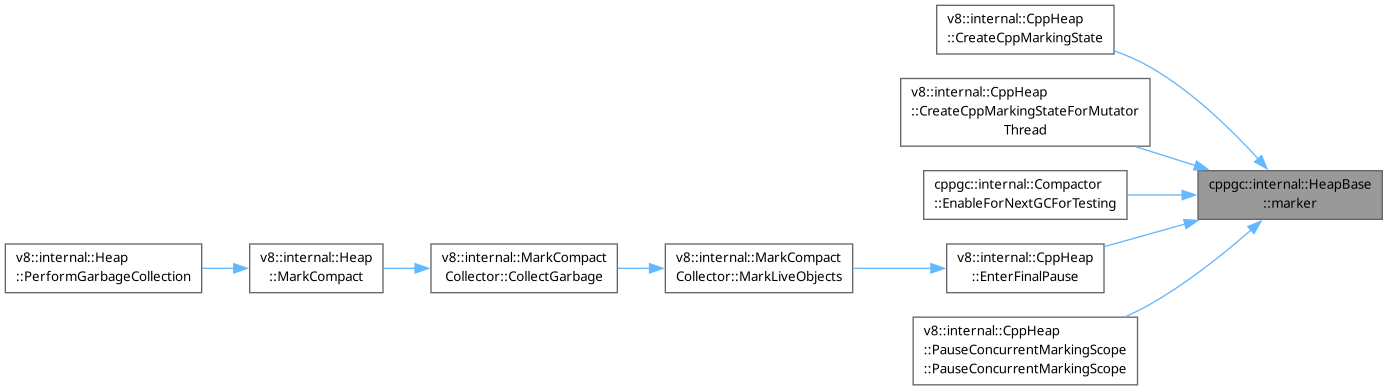 v8::internal::CppHeap
::CreateCppMarkingState
v8::internal::CppHeap
::CreateCppMarkingStateForMutator
Thread
cppgc::internal::HeapBase
::marker
cppgc::internal::Compactor
::EnableForNextGCForTesting
v8::internal::Heap
::PerformGarbageCollection
v8::internal::Heap
::MarkCompact
v8::internal::MarkCompact
Collector::CollectGarbage
v8::internal::MarkCompact
Collector::MarkLiveObjects
v8::internal::CppHeap
::EnterFinalPause
v8::internal::CppHeap
::PauseConcurrentMarkingScope
::PauseConcurrentMarkingScope